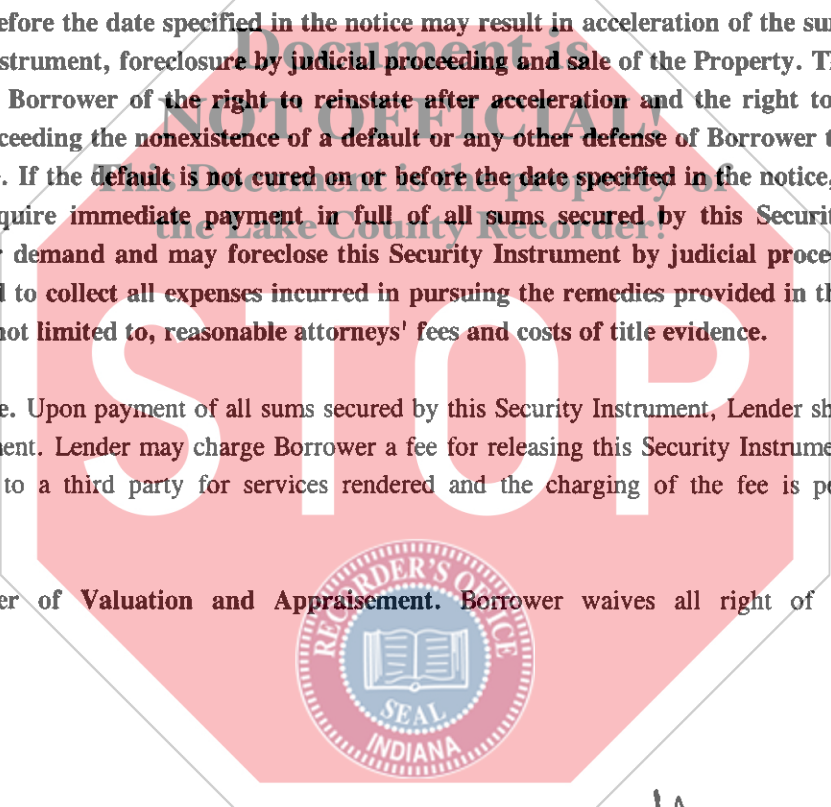 efore the date specified in the notice may result in acceleration of the su
Document is
strument, foreclosure by judicial proceeding and sale of the Property. T
Borrower of the right to reinstate after acceleration and the right to
NOT OFFICIAL!
ceeding the nonexistence of a default or any other defense of Borrower t
. If the default is not cured on or before the date specified in the notice,
This Document is the property of
quire immediate payment in full of all sums secured by this Securit
the Lake County Recorder!
demand and may foreclose this Security Instrument by judicial proce
l to collect all expenses incurred in pursuing the remedies provided in th
not limited to, reasonable attorneys' fees and costs of title evidence.
STOP
e. Upon payment of all sums secured by this Security Instrument, Lender sh
ent. Lender may charge Borrower a fee for releasing this Security Instrume
to a third party for services rendered and the charging of the fee is pe
er of Valuation and Appraisement. Borrower waives all right of
RECORDER'S OFFICE
SEAL
INDIANA